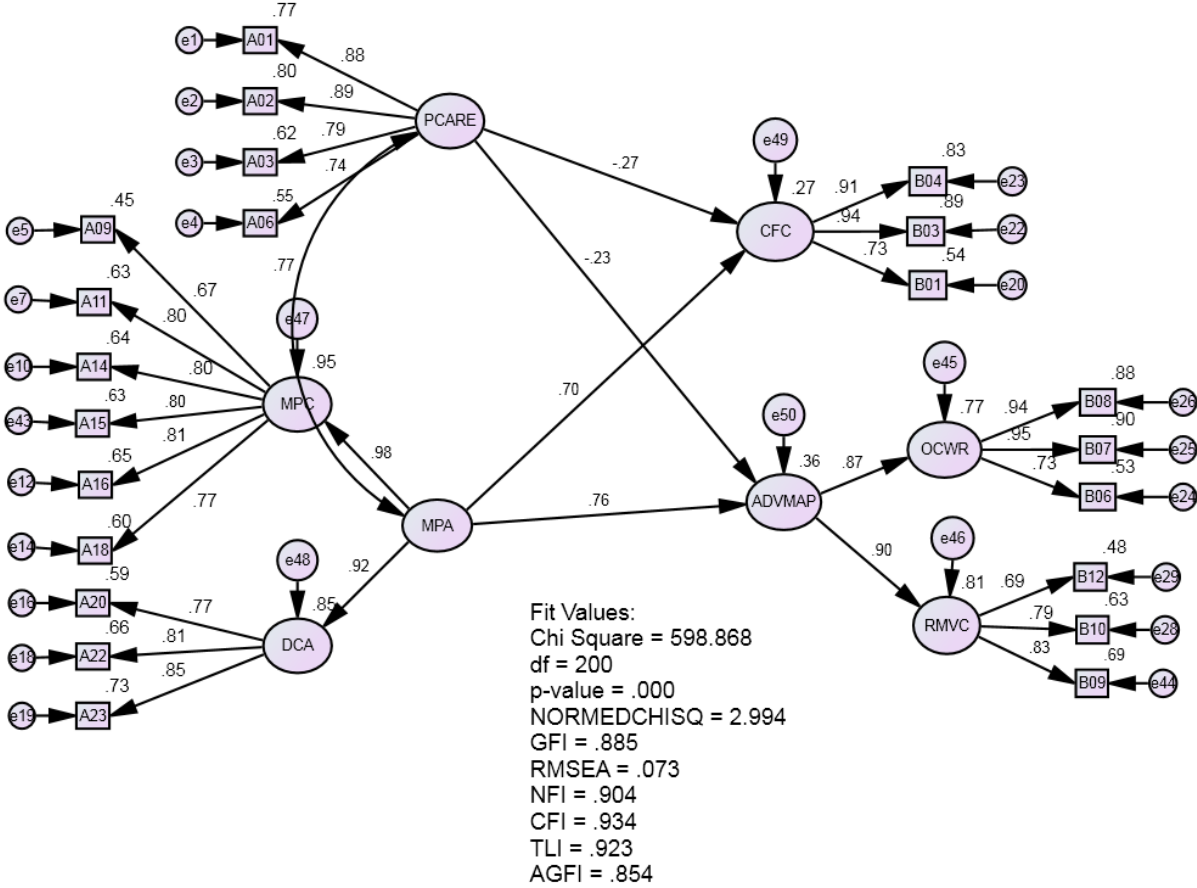 .77
e1 A01
.88
.80
e2 A02 .89
PCARE
.62 .79
e3 A03
.74
.55
e4 A06
e49
-.27
.83
.27 .91 B04 e23
.89
CFC .94 B03 e22
.73 .54
B01 e20
.45
e5 A09
.77
-.23
.63 .67
e7 A11
.80
e47
.64
.95
e10 A14
.80
.70
MPC
.63 .80
e43 A15
.81
.65
e12 A16
.77
.98
.60
e14 A18
MPA
.76
e45
.88
.77 .94 B08 e26
.90
OCWR .95 B07 e25
.73 .53
B06 e24
e50
.36 .87
ADVMAP
.90
e46
.48
.81 .69 B12 e29
.63
RMVC .79 B10 e28
.83 .69
B09 e44
.59
e48
.92
e16 A20
.77
.85
.66 .81
e18 A22
DCA
.85
.73
e19 A23
Fit Values:
Chi Square = 598.868
df = 200
p-value = .000
NORMEDCHISQ = 2.994
GFI = .885
RMSEA = .073
NFI = .904
CFI = .934
TLI = .923
AGFI = .854